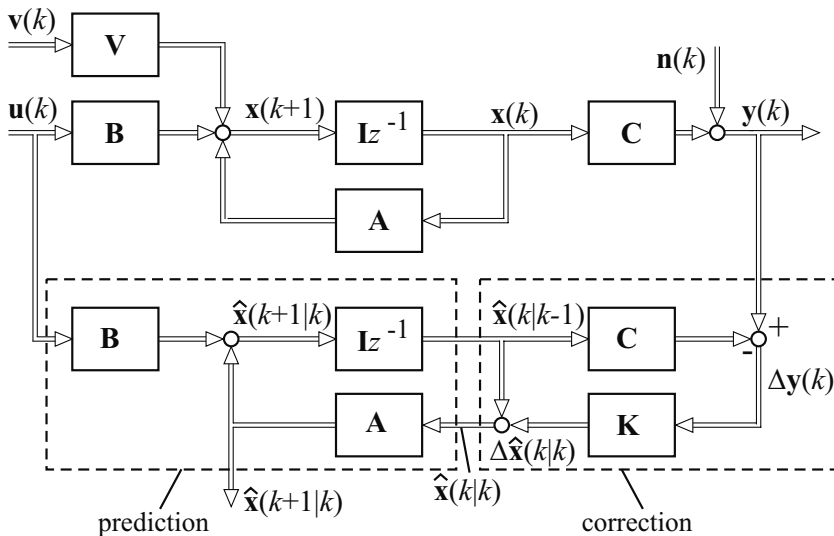 v(k)
V
n(k)
u(k)
B
x(k+1)
Iz⁻¹
x(k)
C
y(k)
A
B
x̂(k+1|k)
Iz⁻¹
x̂(k|k-1)
C
+
-
Δy(k)
A
K
Δx̂(k|k)
x̂(k|k)
x̂(k+1|k)
prediction
correction